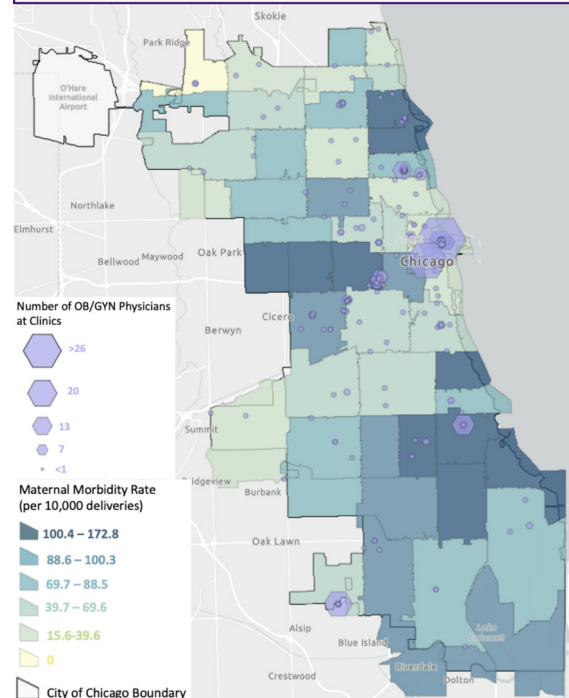 Skokie
Park Ridge
O'Hare
International
Airport
Northlake
Elmhurst
Bellwood
Maywood
Oak Park
Chicago
Number of OB/GYN Physicians
at Clinics
>26
20
13
7
<1
Cicero
Berwyn
Summit
Bridgeview
Burbank
Maternal Morbidity Rate
(per 10,000 deliveries)
100.4 – 172.8
88.6 – 100.3
69.7 – 88.5
39.7 – 69.6
15.6-39.6
0
City of Chicago Boundary
Oak Lawn
Alsip
Blue Island
Crestwood
Riverdale
Dolton
Lake
Calumet